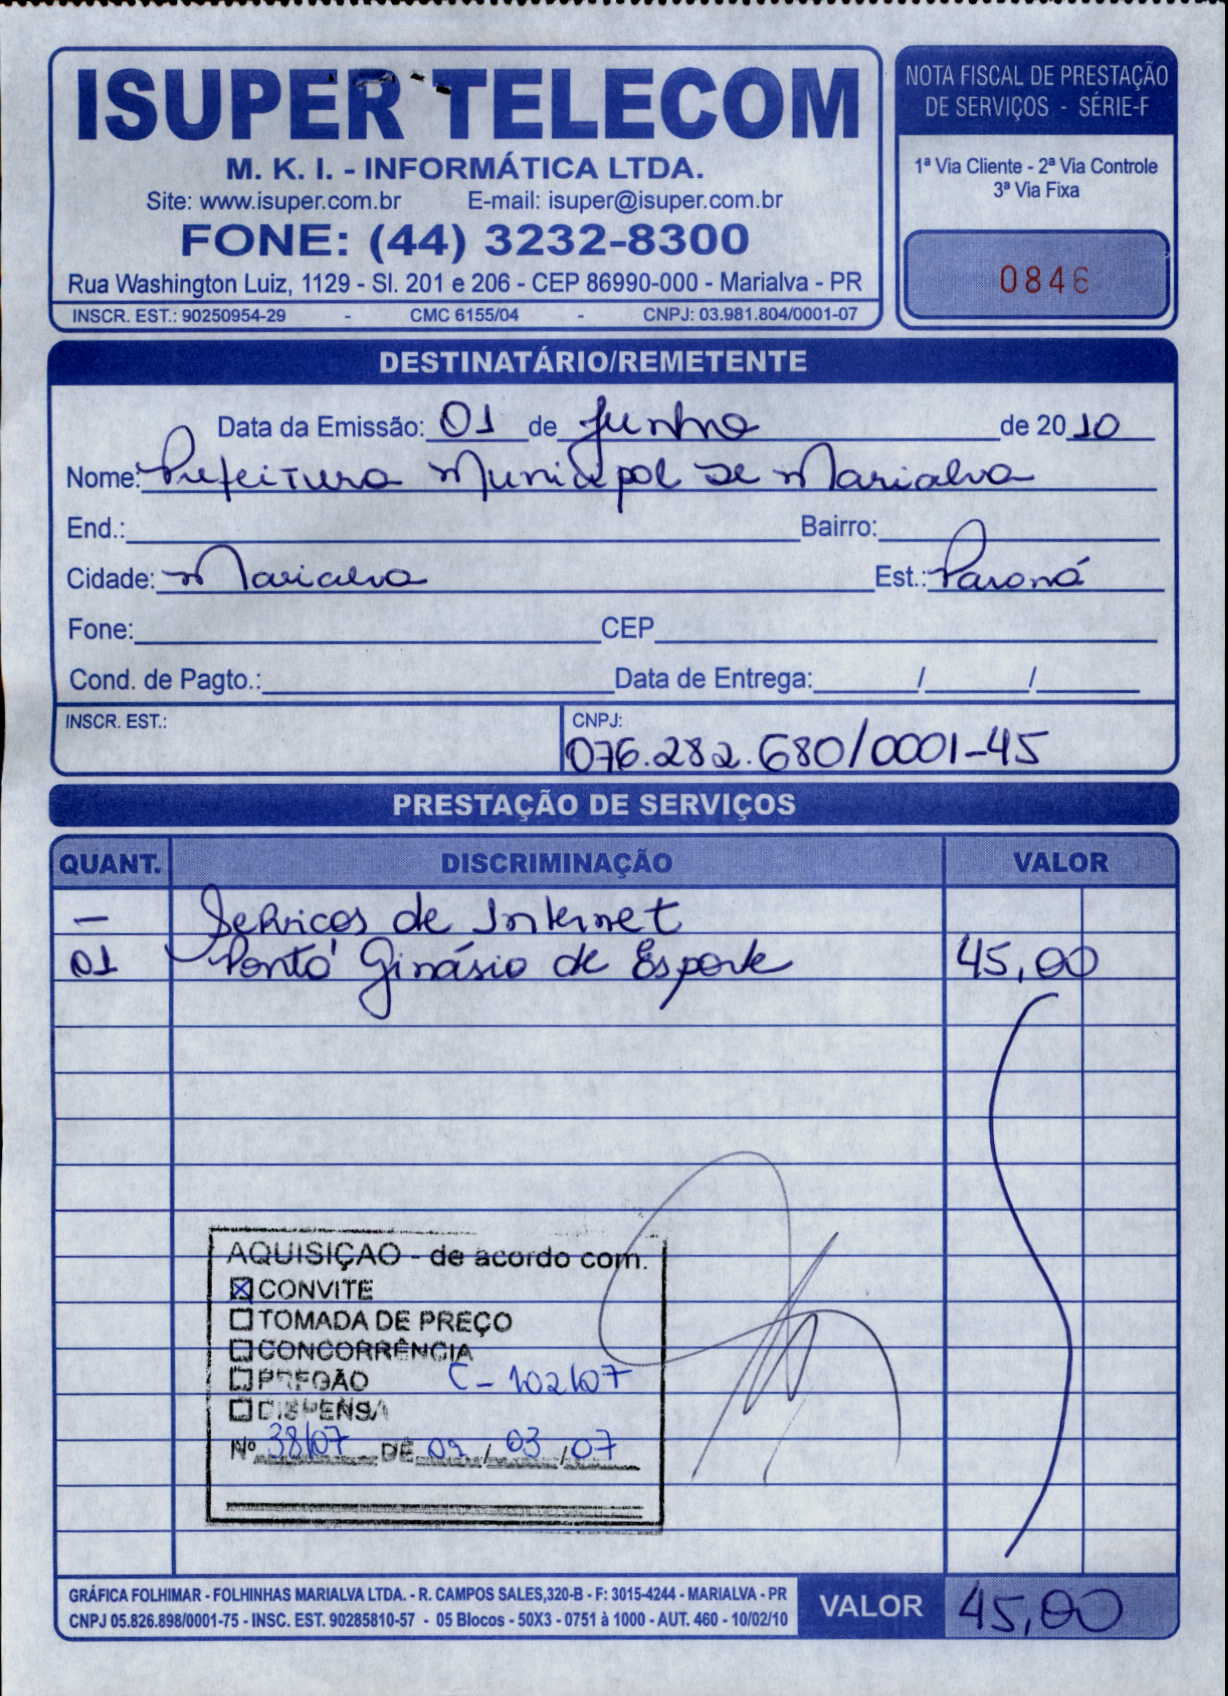 ISUPER TELECOM
M. K. I. - INFORMÁTICA LTDA.
Site: www.isuper.com.br E-mail: isuper@isuper.com.br
FONE: (44) 3232-8300
Rua Washington Luiz, 1129 - Sl. 201 e 206 - CEP 86990-000 - Marialva - PR
INSCR. EST.: 90250954-29 - CMC 6155/04 - CNPJ: 03.981.804/0001-07
NOTA FISCAL DE PRESTAÇÃO
DE SERVIÇOS - SÉRIE-F
1ª Via Cliente - 2ª Via Controle
3ª Via Fixa
0846
DESTINATÁRIO/REMETENTE
Data da Emissão: 01 de Junho de 2010
Nome: Prefeitura Municipal de Marialva
End.: Bairro:
Cidade: Marialva Est.: Paraná
Fone: CEP
Cond. de Pagto.: Data de Entrega: / /
INSCR. EST.: CNPJ:
076.282.680/0001-45
PRESTAÇÃO DE SERVIÇOS
QUANT. DISCRIMINAÇÃO VALOR
— Serviços de Internet
01 Ponto Ginásio de Esporte 45,00
AQUISIÇAO - de acordo com.
CONVITE
TOMADA DE PREÇO
CONCORRÊNCIA
PREGÃO C - 102/07
DISPENSA
Nº 38/07 DE 02/03/07
GRÁFICA FOLHIMAR - FOLHINHAS MARIALVA LTDA. - R. CAMPOS SALES,320-B - F: 3015-4244 - MARIALVA - PR
CNPJ 05.826.898/0001-75 - INSC. EST. 90285810-57 - 05 Blocos - 50X3 - 0751 à 1000 - AUT. 460 - 10/02/10
VALOR 45,00